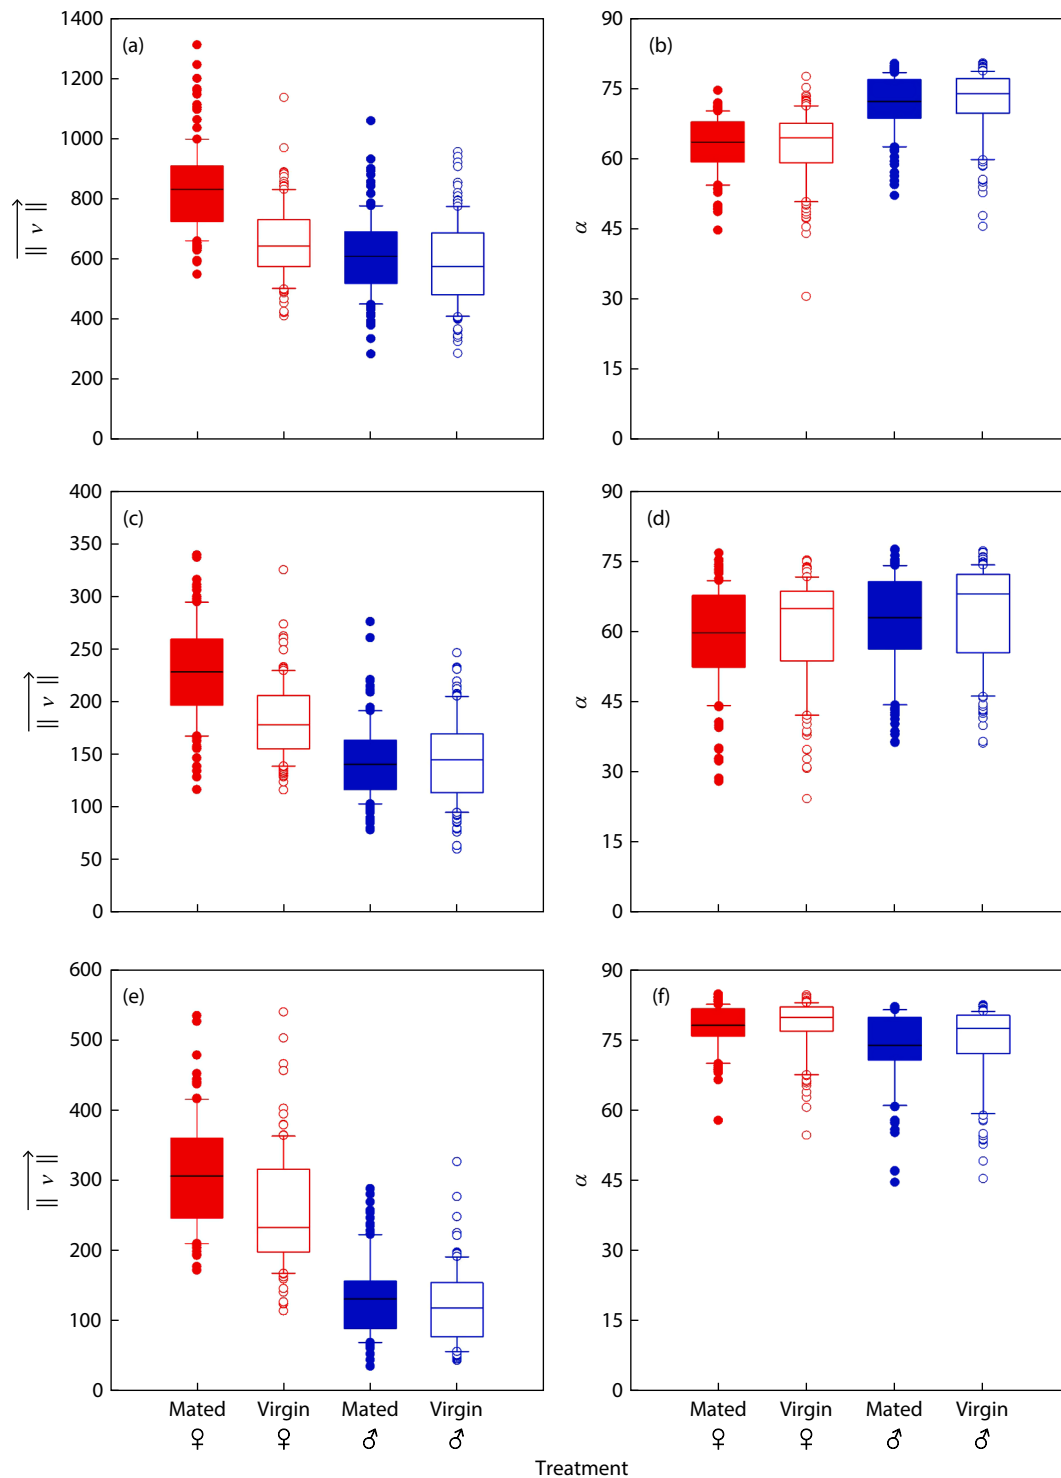 (a)
1400
1200
1000
800
600
400
200
0
‖ v ‖
(b)
90
75
60
45
30
15
0
α
(c)
400
350
300
250
200
150
100
50
0
‖ v ‖
(d)
90
75
60
45
30
15
0
α
(e)
600
500
400
300
200
100
0
‖ v ‖
(f)
90
75
60
45
30
15
0
α
Mated Virgin Mated Virgin
♀ ♀ ♂ ♂
Mated Virgin Mated Virgin
♀ ♀ ♂ ♂
Treatment